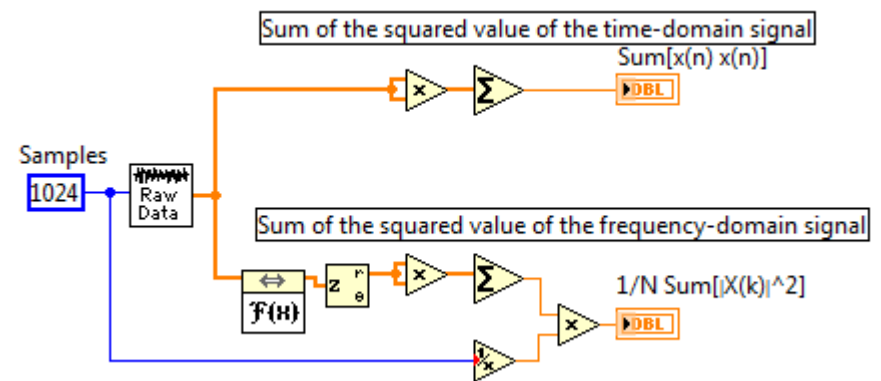 Sum of the squared value of the time-domain signal
Sum[x(n) x(n)]
x
Σ
DBL
Samples
1024
Raw
Data
Sum of the squared value of the frequency-domain signal
z r
θ
x
Σ
1/N Sum[|X(k)|^2]
F(x)
x
DBL
1/x